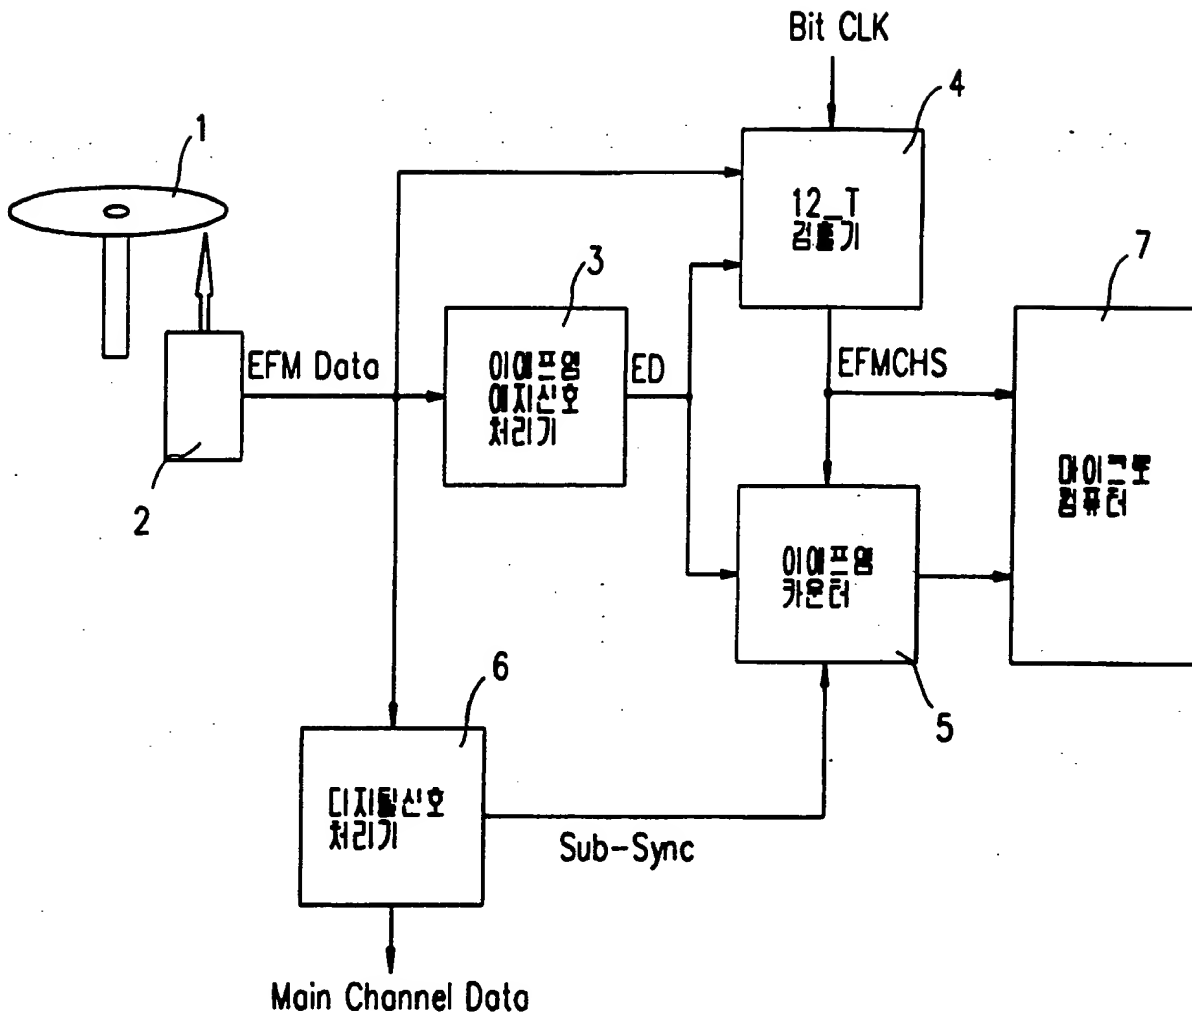 Bit CLK
4
1
12_T
검출기
3
7
EFM Data
이에프엠
에지신호
처리기
ED
EFMCHS
마이크로
컴퓨터
2
이에프엠
카운터
6
5
디지탈신호
처리기
Sub-Sync
Main Channel Data